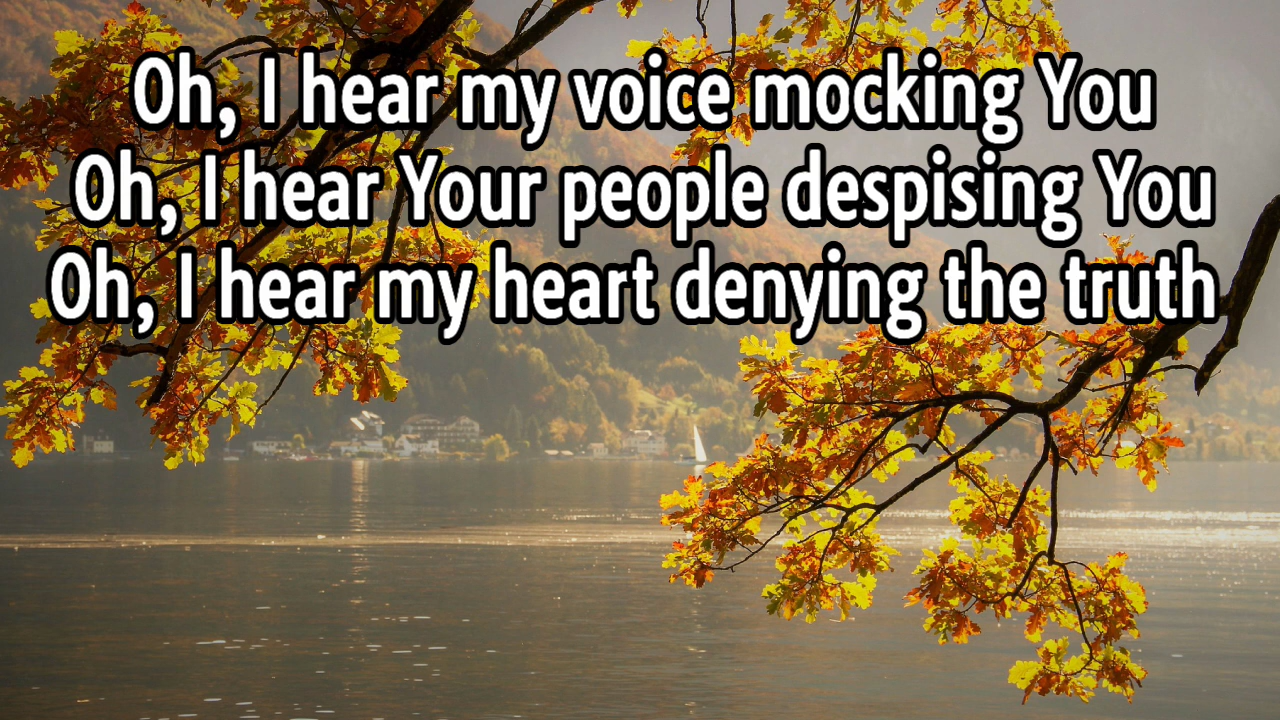 Oh, I hear my voice mocking You
Oh, I hear Your people despising You
Oh, I hear my heart denying the truth